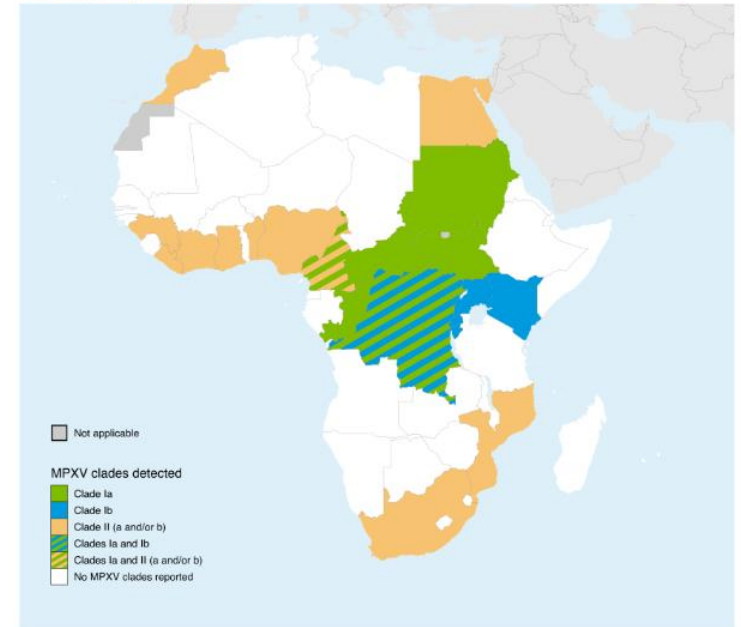 Not applicable
MPXV clades detected
Clade Ia
Clade Ib
Clade II (a and/or b)
Clades Ia and Ib
Clades Ia and II (a and/or b)
No MPXV clades reported